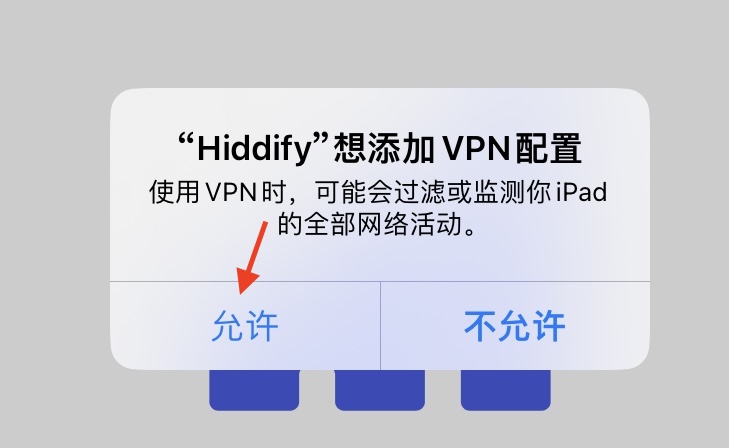 “Hiddify”想添加 VPN 配置
使用 VPN 时，可能会过滤或监测你 iPad
的全部网络活动。
允许
不允许